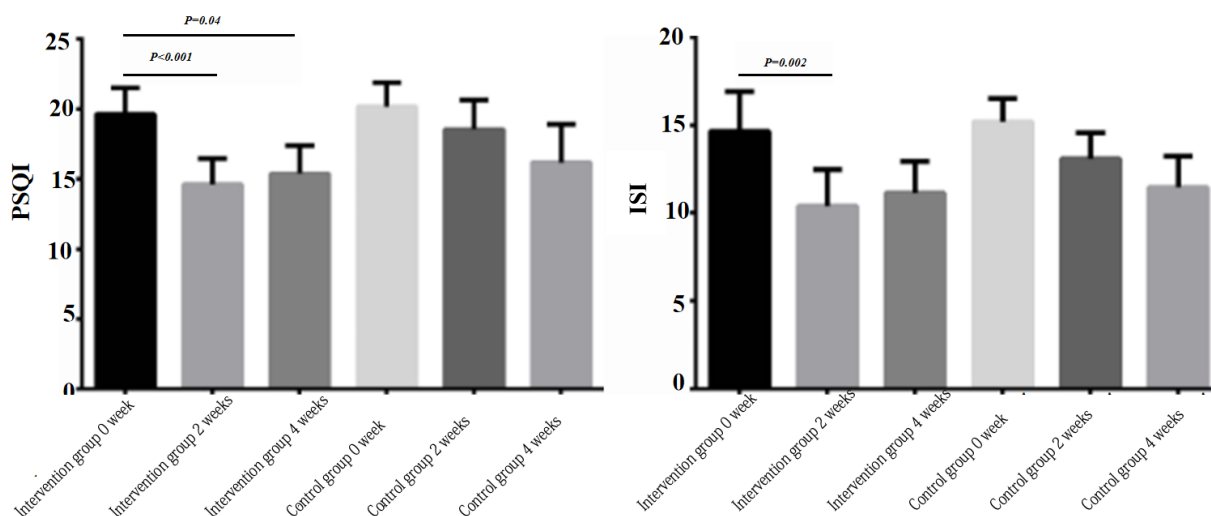 P=0.04
P<0.001
25
20
15
10
5
0
PSQI
Intervention group 0 week
Intervention group 2 weeks
Intervention group 4 weeks
Control group 0 week
Control group 2 weeks
Control group 4 weeks
P=0.002
20
15
10
5
0
ISI
Intervention group 0 week
Intervention group 2 weeks
Intervention group 4 weeks
Control group 0 week
Control group 2 weeks
Control group 4 weeks